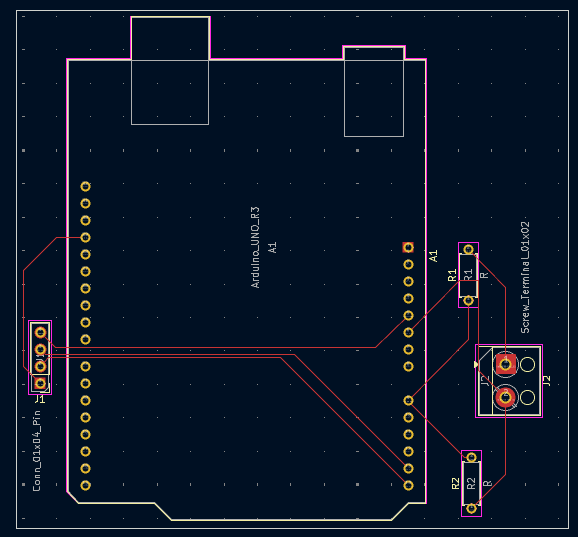 Arduino_UNO_R3
A1
A1
R1
R1
R
Screw_Terminal_01x02
J2
J2
J1
Conn_01x04_Pin
R2
R2
R